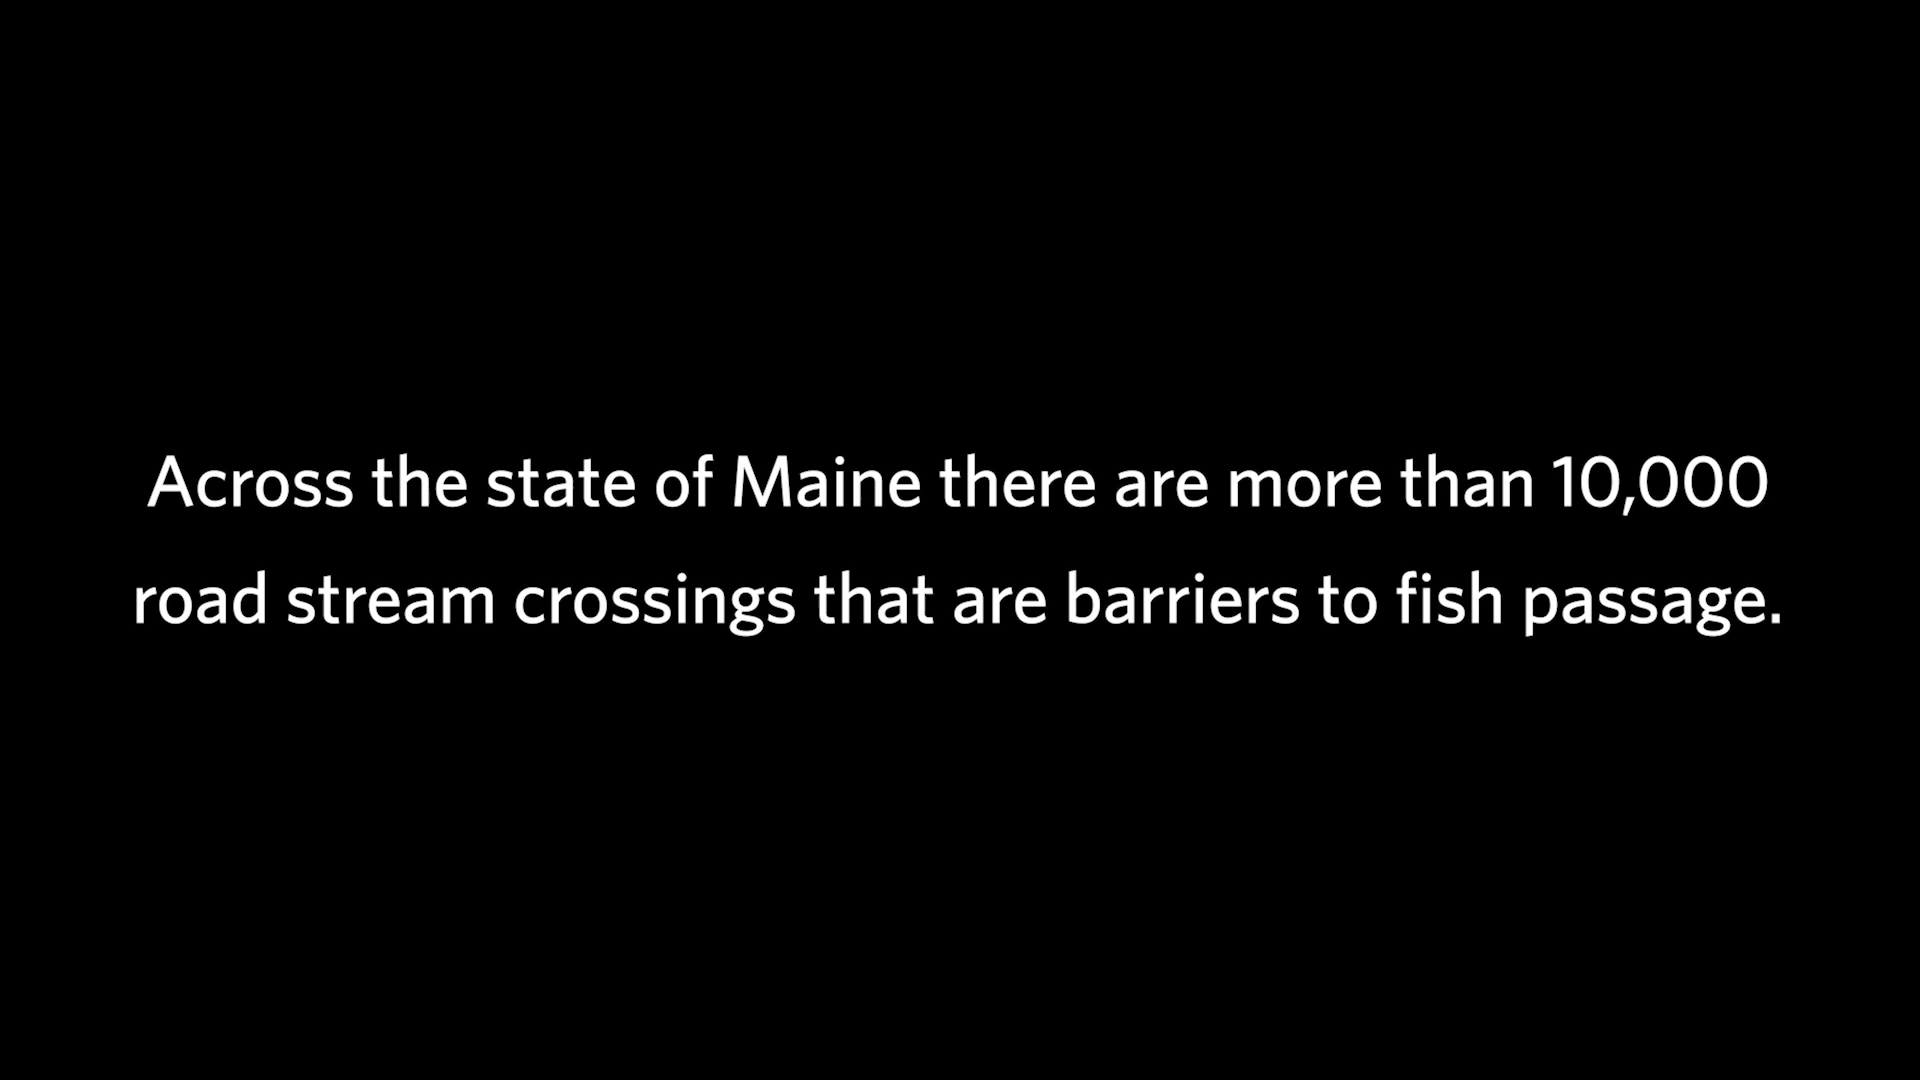 Across the state of Maine there are more than 10,000
road stream crossings that are barriers to fish passage.